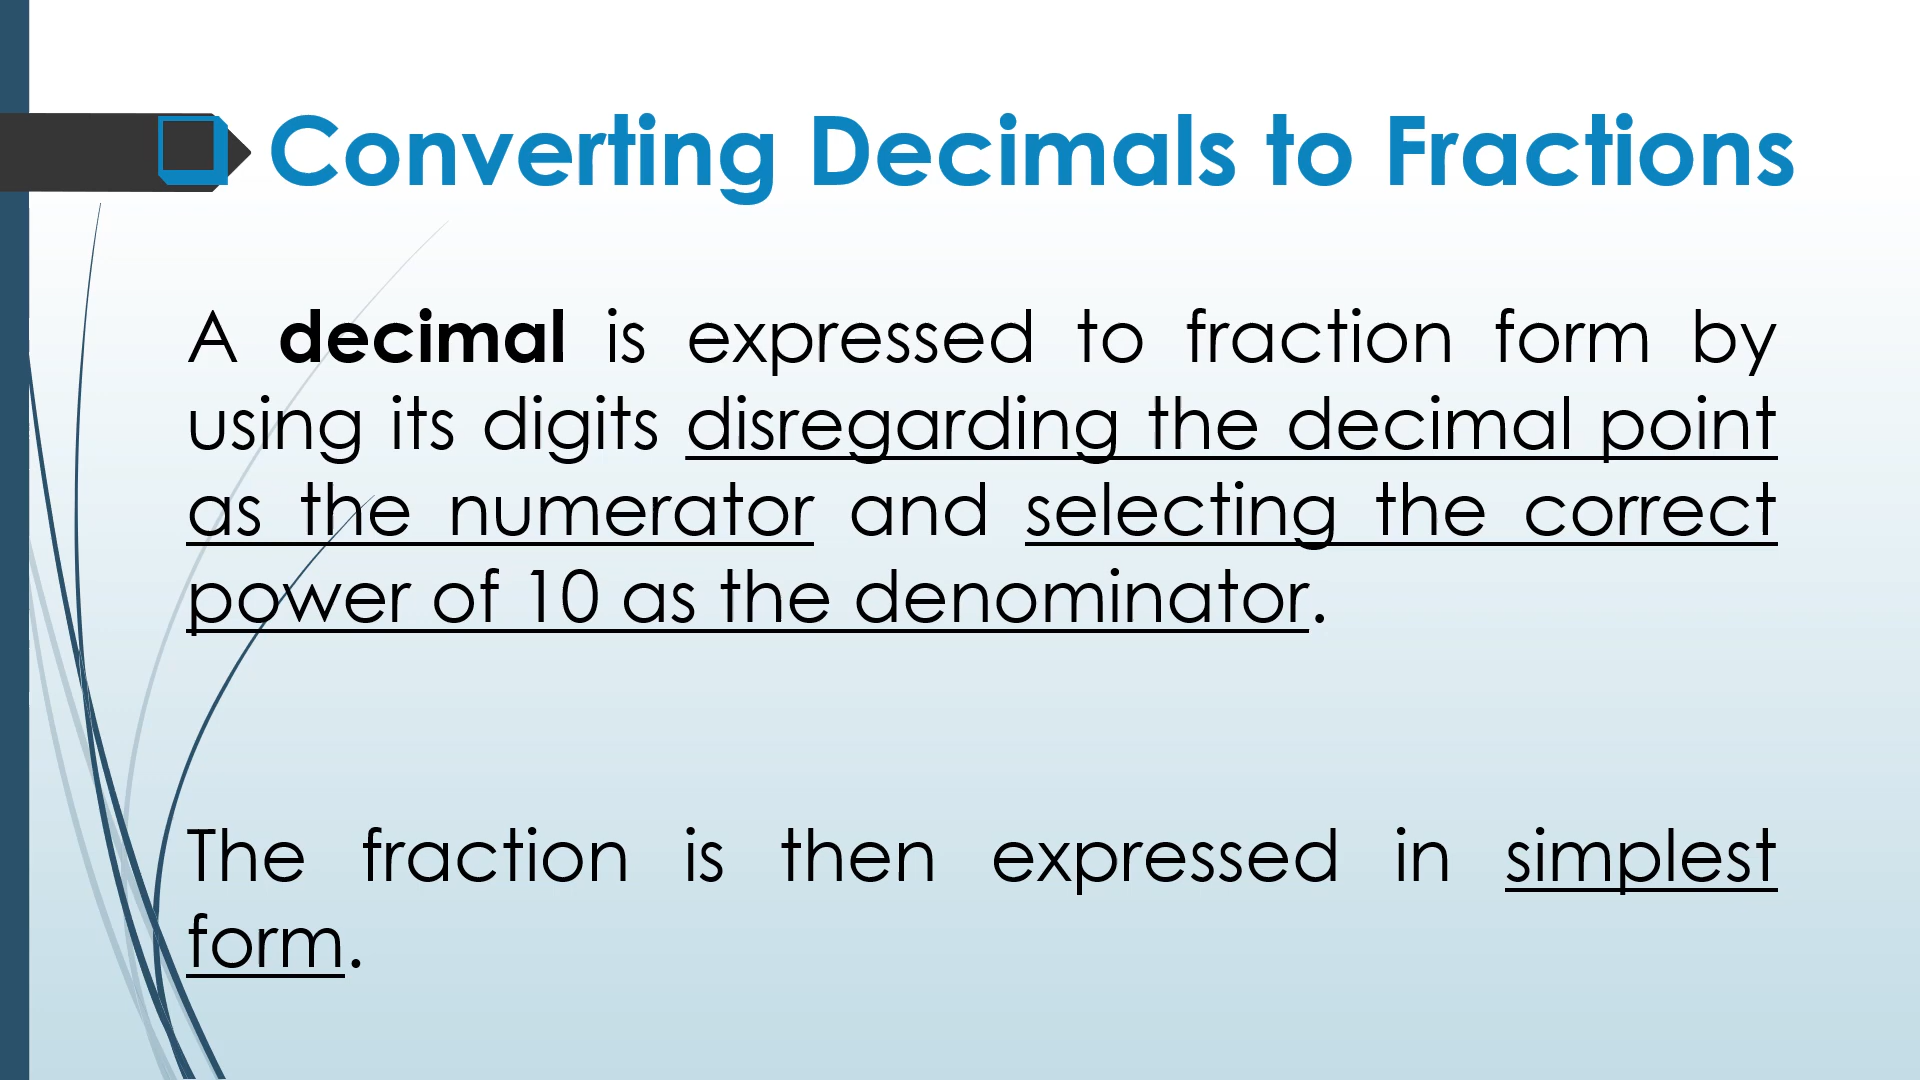 Converting Decimals to Fractions
A decimal is expressed to fraction form by
using its digits disregarding the decimal point
as the numerator and selecting the correct
power of 10 as the denominator.
The fraction is then expressed in simplest
form.